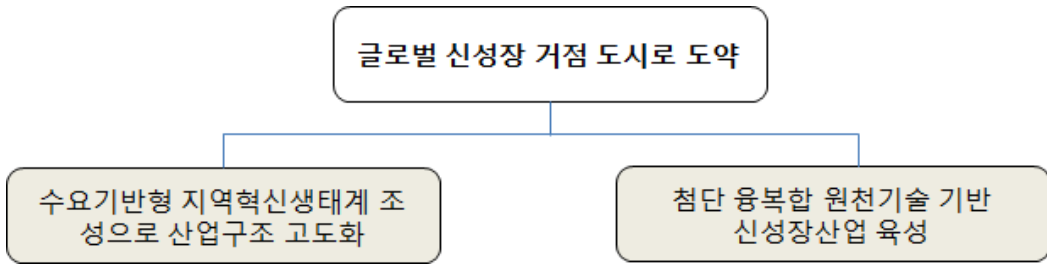 글로벌 신성장 거점 도시로 도약
수요기반형 지역혁신생태계 조
성으로 산업구조 고도화
첨단 융복합 원천기술 기반
신성장산업 육성